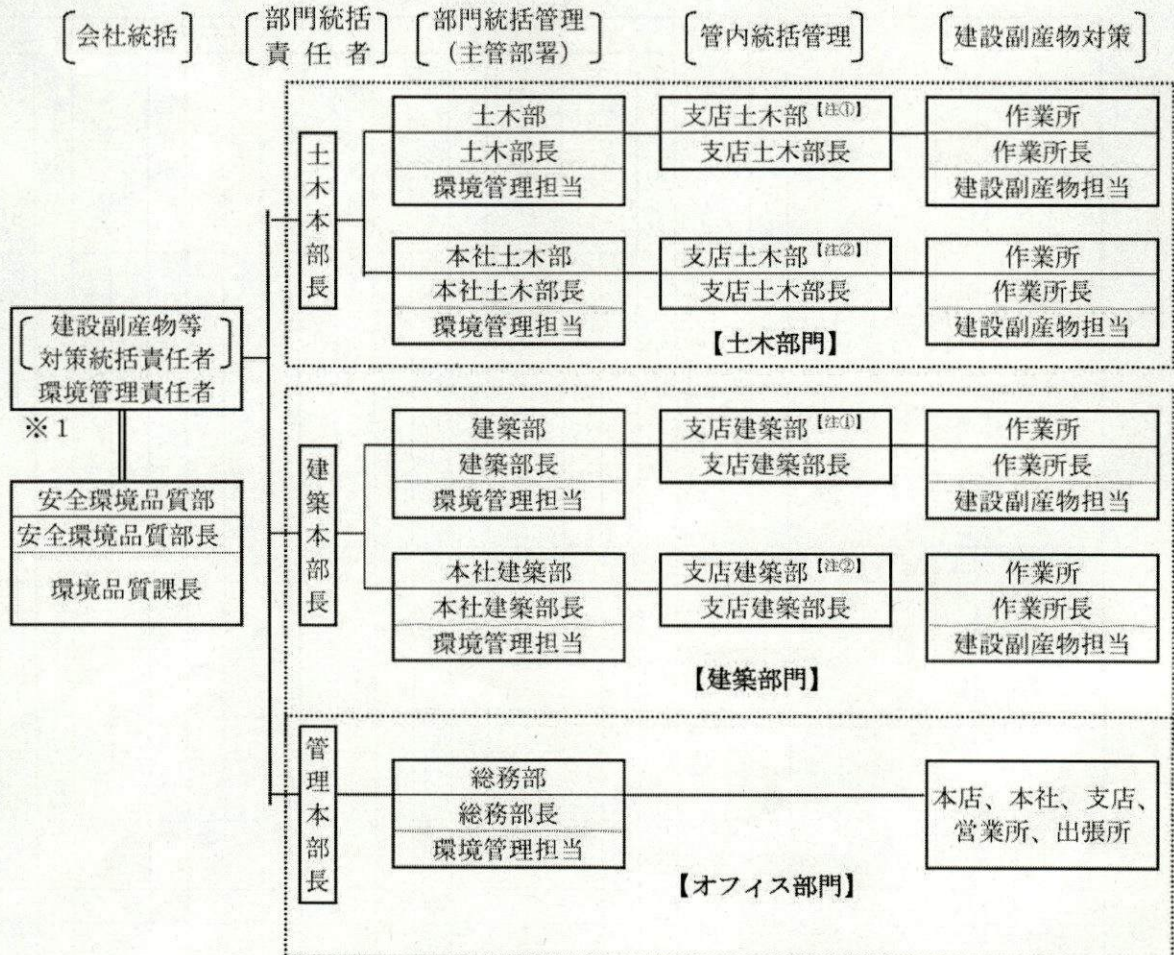 会社統括
部門統括
責任者
部門統括管理
(主管部署)
管内統括管理
建設副産物対策
土木本部長
土木部
土木部長
環境管理担当
支店土木部【注①】
支店土木部長
作業所
作業所長
建設副産物担当
本社土木部
本社土木部長
環境管理担当
支店土木部【注②】
支店土木部長
作業所
作業所長
建設副産物担当
【土木部門】
建設副産物等
対策統括責任者
環境管理責任者
※1
安全環境品質部
安全環境品質部長
環境品質課長
建築本部長
建築部
建築部長
環境管理担当
支店建築部【注①】
支店建築部長
作業所
作業所長
建設副産物担当
本社建築部
本社建築部長
環境管理担当
支店建築部【注②】
支店建築部長
作業所
作業所長
建設副産物担当
【建築部門】
管理本部長
総務部
総務部長
環境管理担当
本店、本社、支店、
営業所、出張所
【オフィス部門】